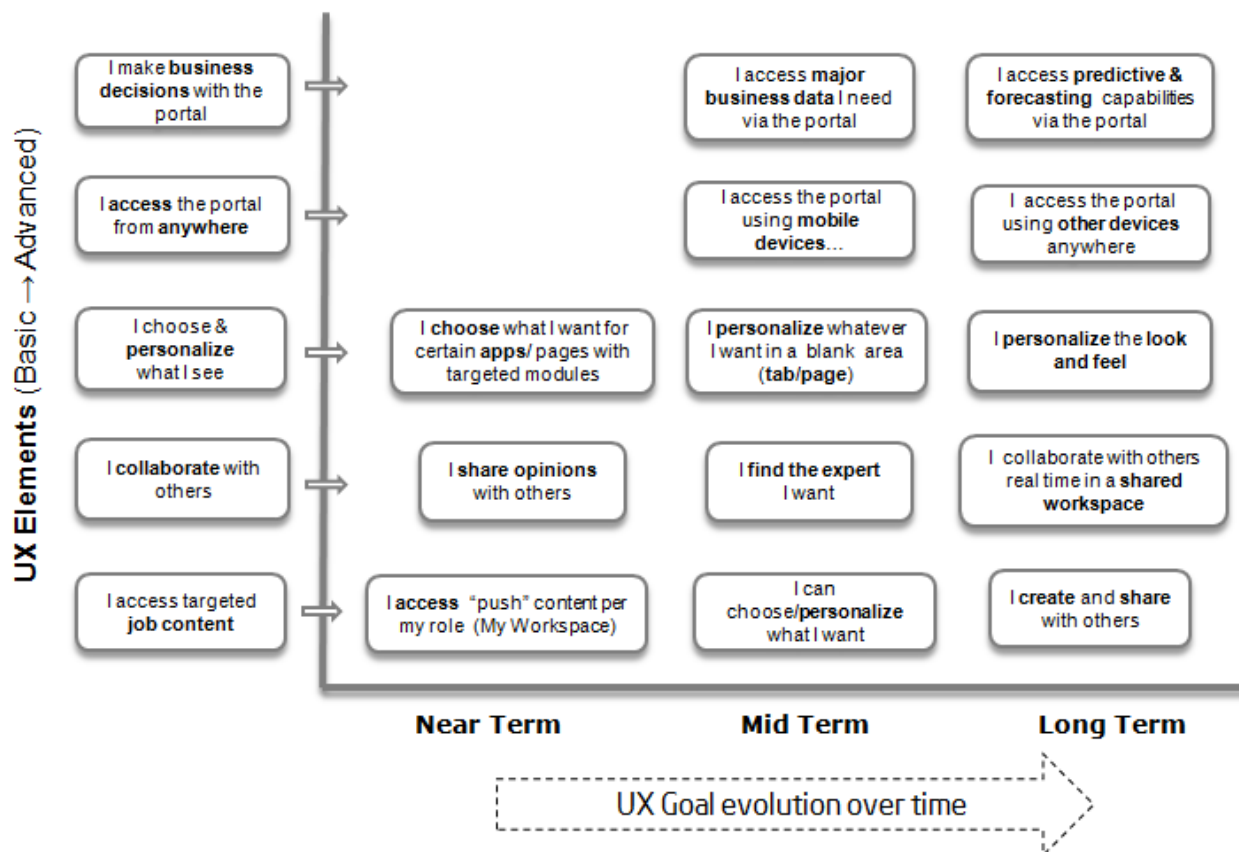 UX Elements (Basic → Advanced)
I make business
decisions with the
portal
I access major
business data I need
via the portal
I access predictive &
forecasting capabilities
via the portal
I access the portal
from anywhere
I access the portal
using mobile
devices...
I access the portal
using other devices
anywhere
I choose &
personalize
what I see
I choose what I want for
certain apps/ pages with
targeted modules
I personalize whatever
I want in a blank area
(tab/page)
I personalize the look
and feel
I collaborate with
others
I share opinions
with others
I find the expert
I want
I collaborate with others
real time in a shared
workspace
I access targeted
job content
I access “push” content per
my role (My Workspace)
I can
choose/personalize
what I want
I create and share
with others
Near Term
Mid Term
Long Term
UX Goal evolution over time